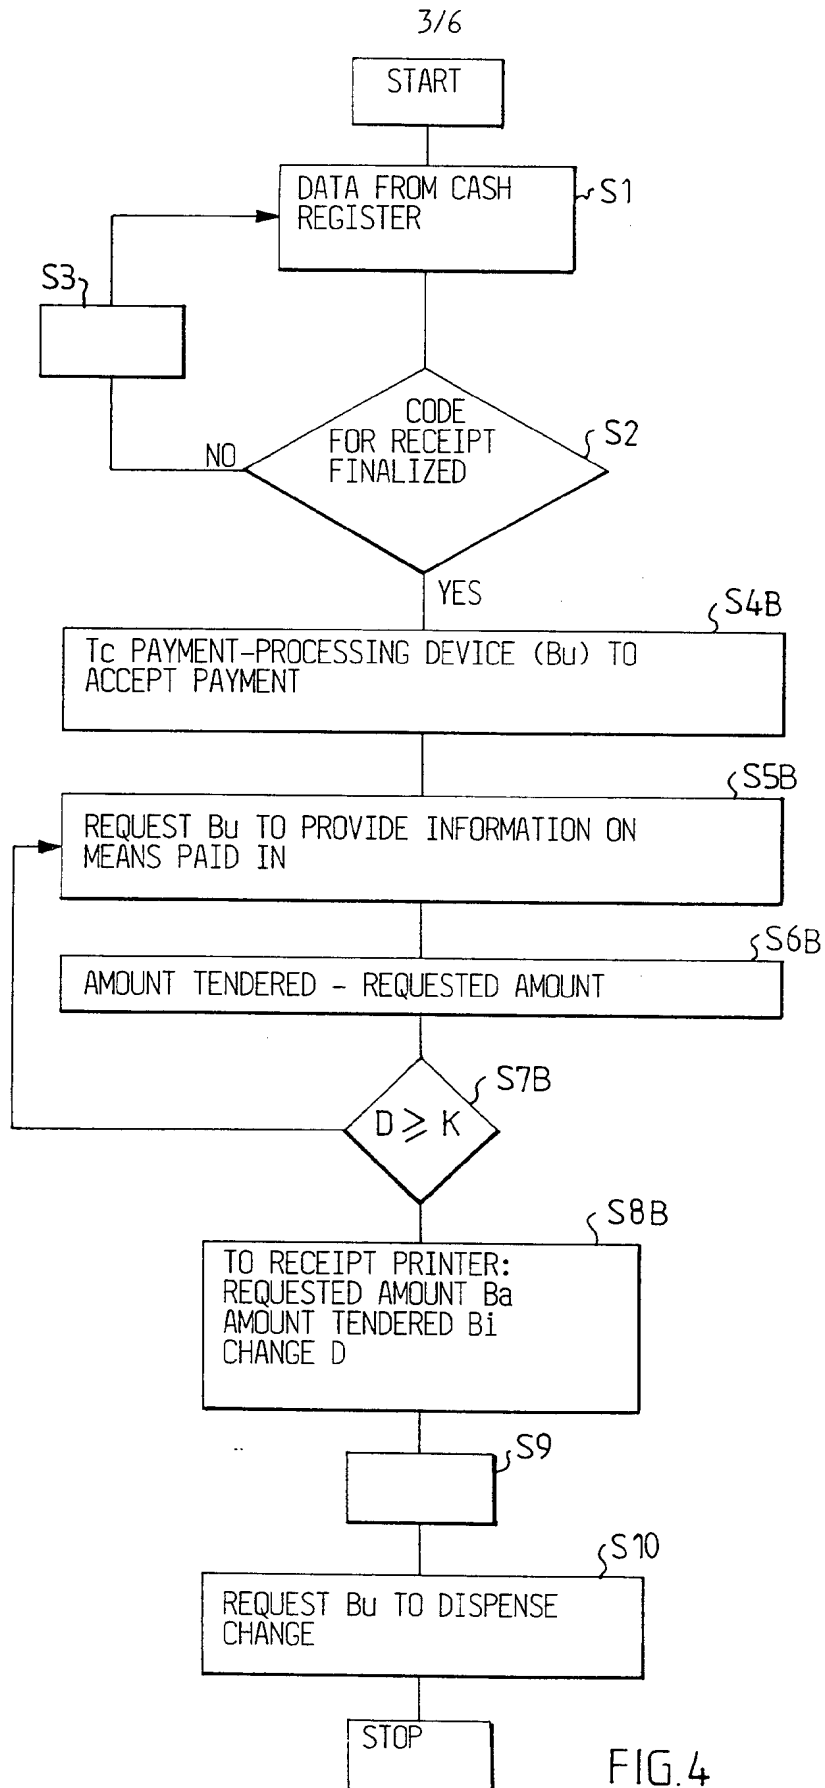 3/6
START
DATA FROM CASH
REGISTER
S1
S3
CODE
FOR RECEIPT
FINALIZED
S2
NO
YES
S4B
Tc PAYMENT-PROCESSING DEVICE (Bu) TO
ACCEPT PAYMENT
S5B
REQUEST Bu TO PROVIDE INFORMATION ON
MEANS PAID IN
S6B
AMOUNT TENDERED - REQUESTED AMOUNT
S7B
D ≥ K
S8B
TO RECEIPT PRINTER:
REQUESTED AMOUNT Ba
AMOUNT TENDERED Bi
CHANGE D
S9
S10
REQUEST Bu TO DISPENSE
CHANGE
STOP
FIG.4